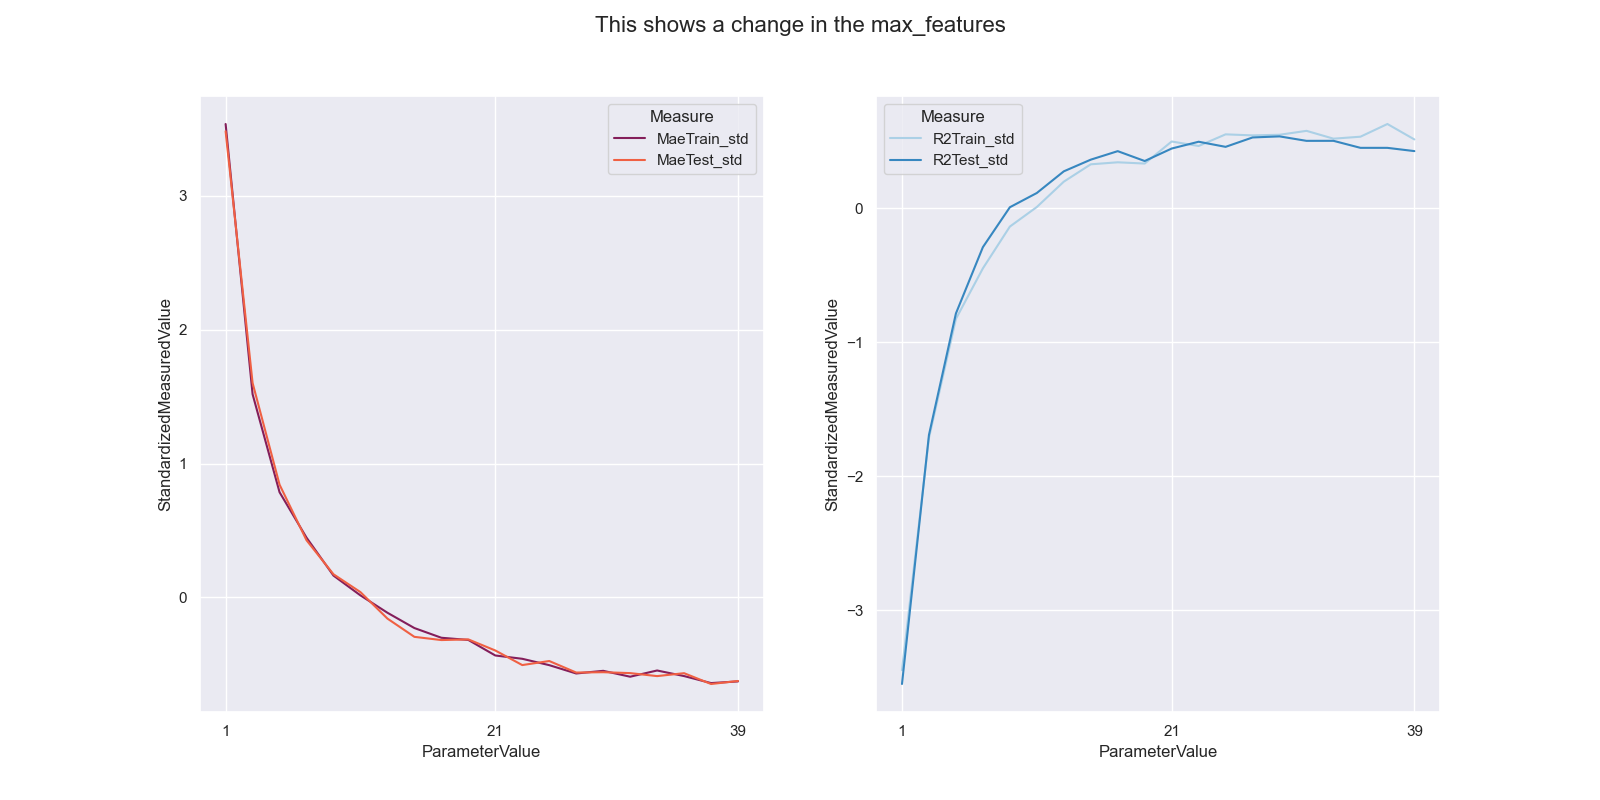 This shows a change in the max_features
Measure
MaeTrain_std
MaeTest_std
3
2
1
0
StandardizedMeasuredValue
1
21
39
ParameterValue
Measure
R2Train_std
R2Test_std
0
−1
−2
−3
StandardizedMeasuredValue
1
21
39
ParameterValue